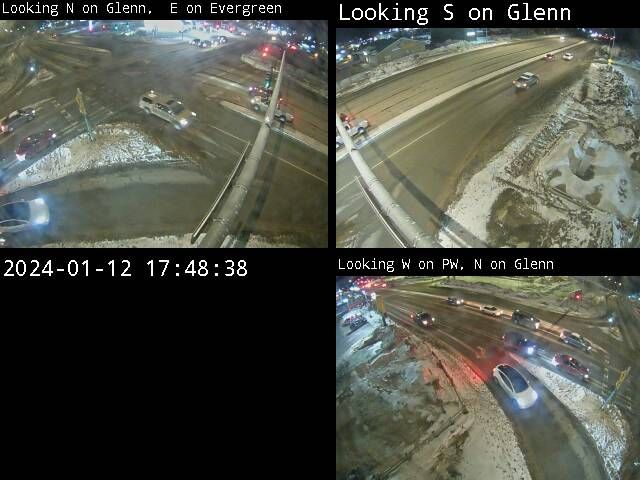 Looking N on Glenn,  E on Evergreen
Looking S on Glenn
2024-01-12 17:48:38
Looking W on PW, N on Glenn